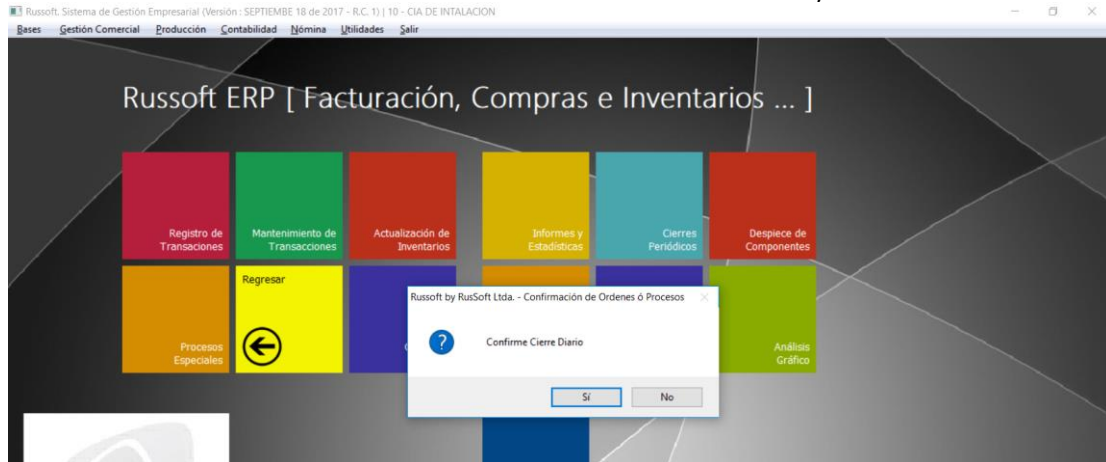 Russoft. Sistema de Gestión Empresarial (Versión : SEPTIEMBE 18 de 2017 - R.C. 1) | 10 - CIA DE INTALACION
Bases Gestión Comercial Producción Contabilidad Nómina Utilidades Salir
Russoft ERP [ Facturación, Compras e Inventarios ... ]
Registro de
Transaciones
Mantenimiento de
Transacciones
Actualización de
Inventarios
Informes y
Estadísticas
Cierres
Periódicos
Despiece de
Componentes
Procesos
Especiales
Regresar
Russoft by RusSoft Ltda. - Confirmación de Ordenes ó Procesos
Confirme Cierre Diario
Sí No
Análisis
Gráfico